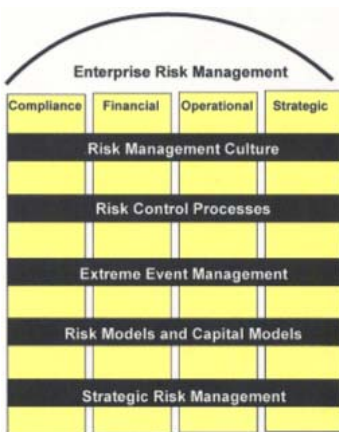 Enterprise Risk Management
Compliance Financial Operational Strategic
Risk Management Culture
Risk Control Processes
Extreme Event Management
Risk Models and Capital Models
Strategic Risk Management